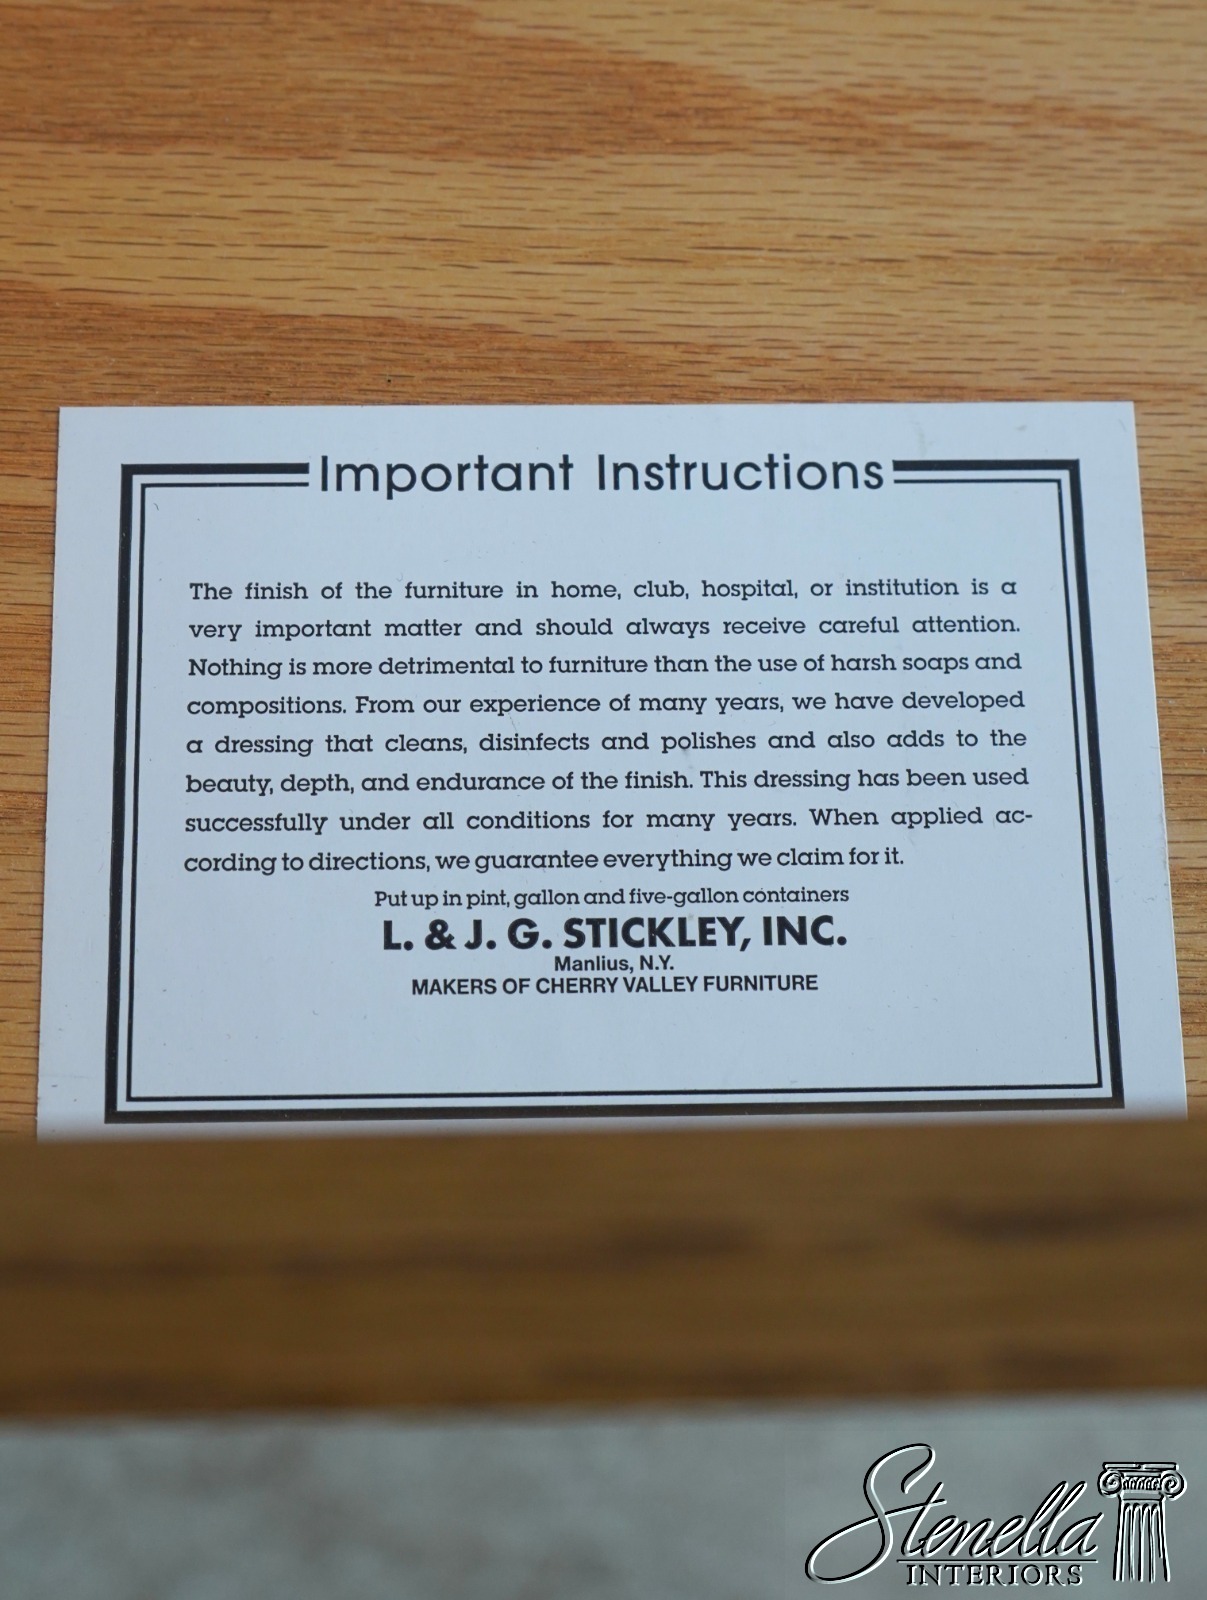 Important Instructions
The finish of the furniture in home, club, hospital, or institution is a
very important matter and should always receive careful attention.
Nothing is more detrimental to furniture than the use of harsh soaps and
compositions. From our experience of many years, we have developed
a dressing that cleans, disinfects and polishes and also adds to the
beauty, depth, and endurance of the finish. This dressing has been used
successfully under all conditions for many years. When applied ac-
cording to directions, we guarantee everything we claim for it.
Put up in pint, gallon and five-gallon containers
L. & J. G. STICKLEY, INC.
Manlius, N.Y.
MAKERS OF CHERRY VALLEY FURNITURE
Stenella
INTERIORS